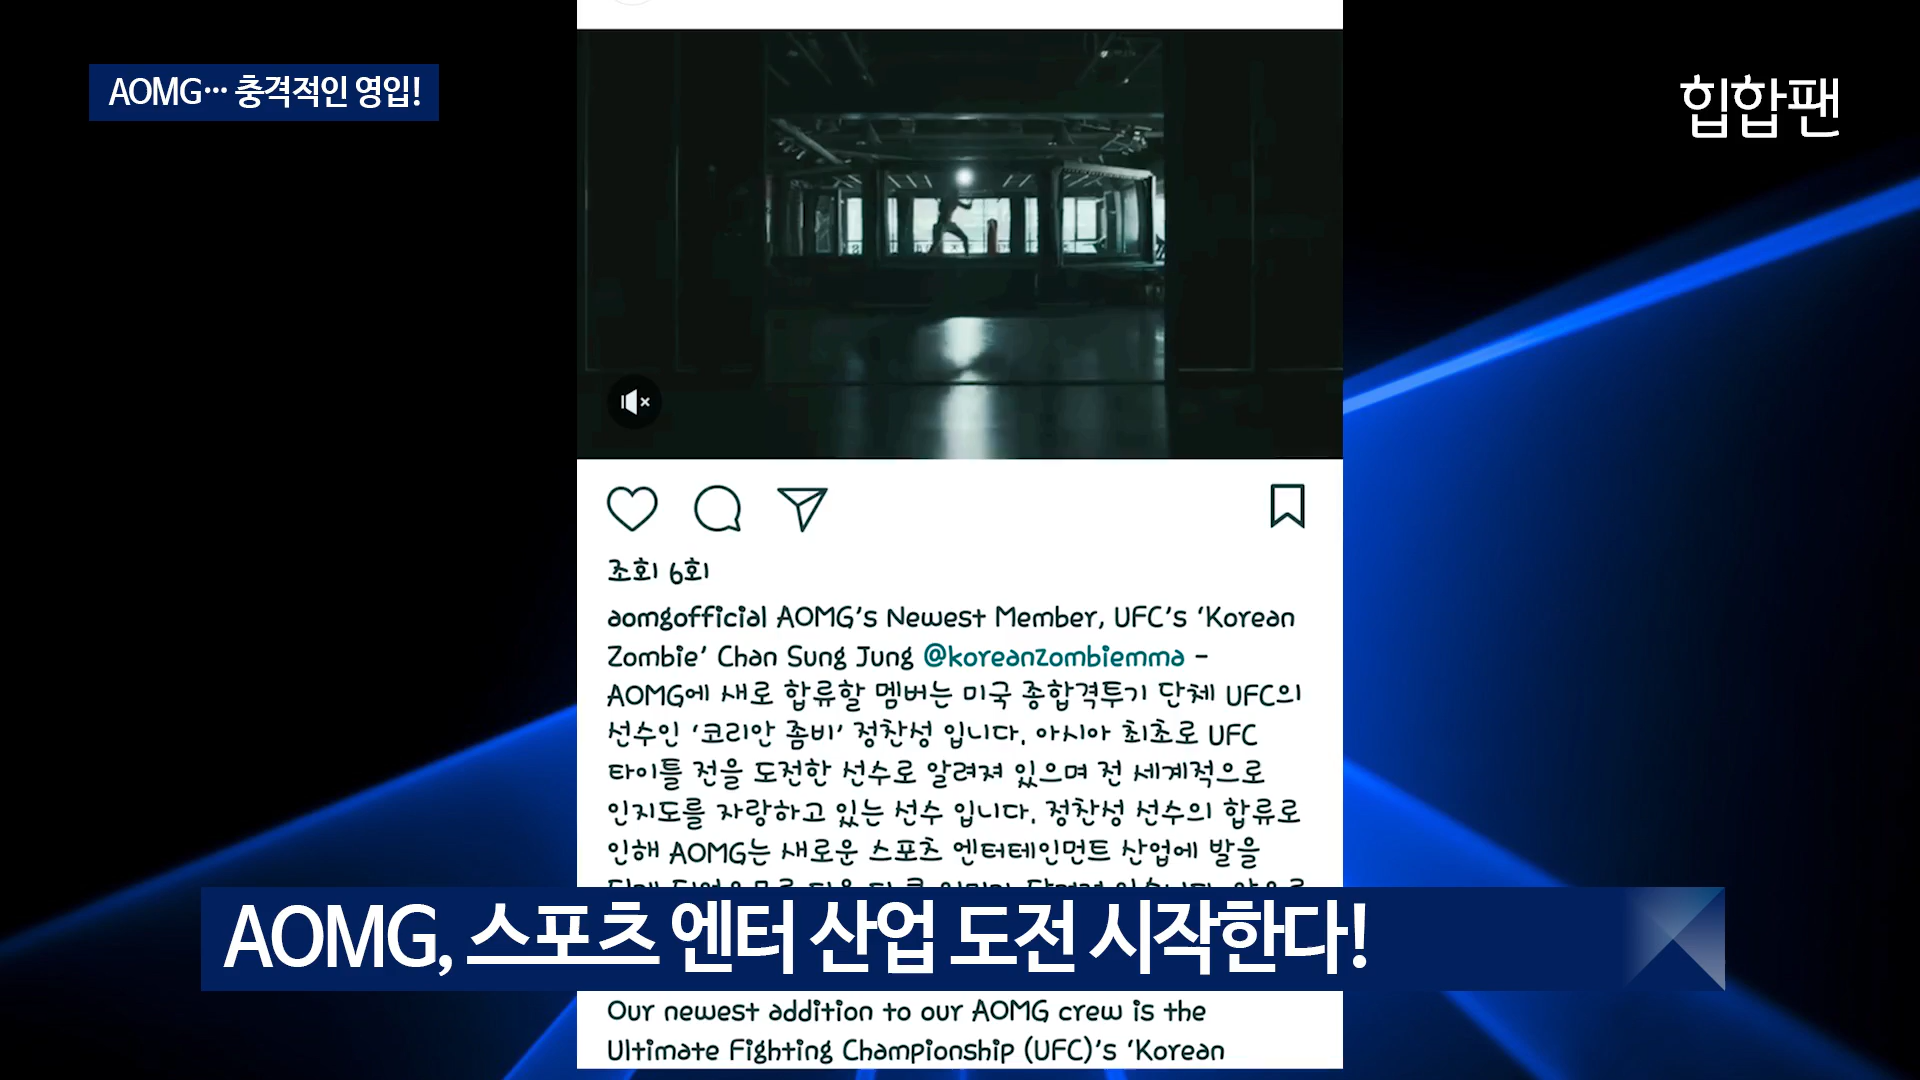 AOMG… 충격적인 영입!
힙합팬
조회 6회
aomgofficial AOMG's Newest Member, UFC's 'Korean
Zombie' Chan Sung Jung @koreanzombiemma -
AOMG에 새로 합류할 멤버는 미국 종합격투기 단체 UFC의
선수인 '코리안 좀비' 정찬성 입니다. 아시아 최초로 UFC
타이틀 전을 도전한 선수로 알려져 있으며 전 세계적으로
인지도를 자랑하고 있는 선수 입니다. 정찬성 선수의 합류로
인해 AOMG는 새로운 스포츠 엔터테인먼트 산업에 발을
AOMG, 스포츠 엔터 산업 도전 시작한다!
Our newest addition to our AOMG crew is the
Ultimate Fighting Championship (UFC)'s 'Korean